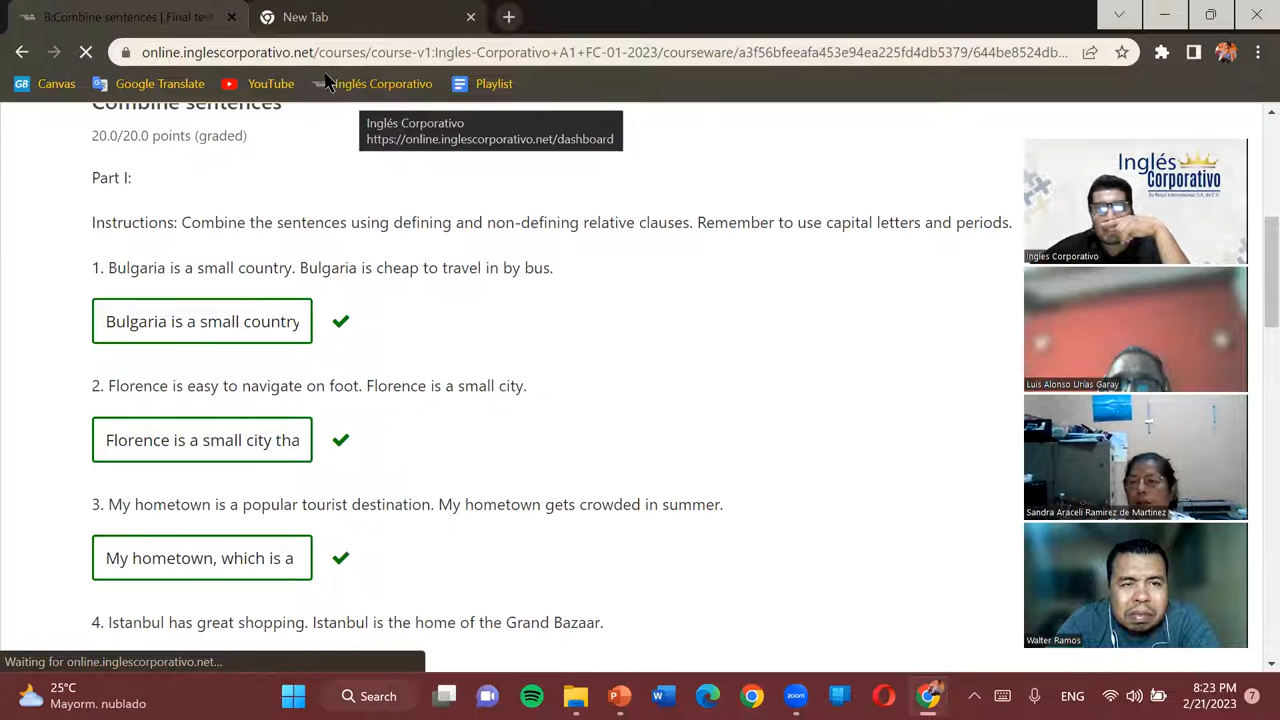 B:Combine sentences | Final test
New Tab
online.inglescorporativo.net/courses/course-v1:Ingles-Corporativo+A1+FC-01-2023/courseware/a3f56bfeeafa453e94ea225fd4db5379/644be8524db...
GB Canvas
Google Translate
YouTube
Inglés Corporativo
Playlist
Combine sentences
Inglés Corporativo
https://online.inglescorporativo.net/dashboard
20.0/20.0 points (graded)
Part I:
Instructions: Combine the sentences using defining and non-defining relative clauses. Remember to use capital letters and periods.
1. Bulgaria is a small country. Bulgaria is cheap to travel in by bus.
Bulgaria is a small country
2. Florence is easy to navigate on foot. Florence is a small city.
Florence is a small city tha
3. My hometown is a popular tourist destination. My hometown gets crowded in summer.
My hometown, which is a
4. Istanbul has great shopping. Istanbul is the home of the Grand Bazaar.
Waiting for online.inglescorporativo.net...
Inglés
Corporativo
Ingles Corporativo
Luis Alonso Urías Garay
Sandra Araceli Ramirez de Martinez
Walter Ramos
25°C
Mayorm. nublado
Search
zoom
ENG
8:23 PM
2/21/2023
7